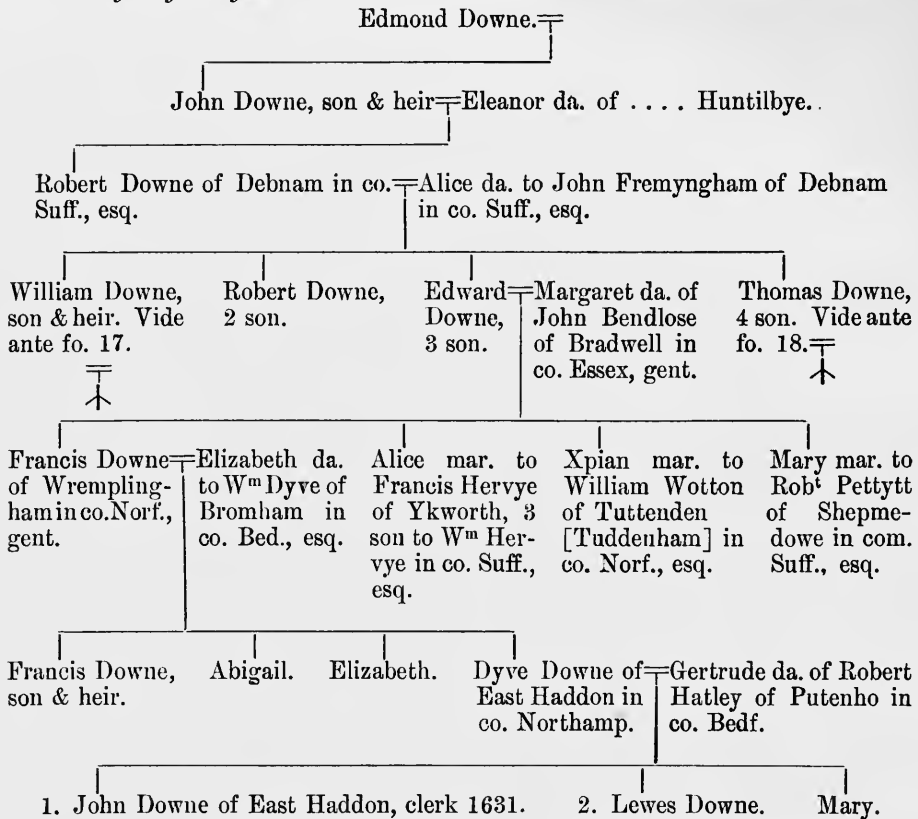 Edmond Downe.
John Downe, son & heir Eleanor da. of .... Huntilbye.
Robert Downe of Debnam in co.
Suff., esq.
Alice da. to John Fremyngham of Debnam
in co. Suff., esq.
William Downe,
son & heir. Vide
ante fo. 17.
Robert Downe,
2 son.
Edward
Downe,
3 son.
Margaret da. of
John Bendlose
of Bradwell in
co. Essex, gent.
Thomas Downe,
4 son. Vide ante
fo. 18.
Francis Downe
of Wrempling-
ham in co. Norf.,
gent.
Elizabeth da.
to Wm Dyve of
Bromham in
co. Bed., esq.
Alice mar. to
Francis Hervye
of Ykworth, 3
son to Wm Her-
vye in co. Suff.,
esq.
Xpian mar. to
William Wotton
of Tuttenden
[Tuddenham] in
co. Norf., esq.
Mary mar. to
Robt Pettytt
of Shepme-
dowe in com.
Suff., esq.
Francis Downe,
son & heir.
Abigail.
Elizabeth.
Dyve Downe of
East Haddon in
co. Northamp.
Gertrude da. of Robert
Hatley of Putenho in
co. Bedf.
1. John Downe of East Haddon, clerk 1631.
2. Lewes Downe.
Mary.